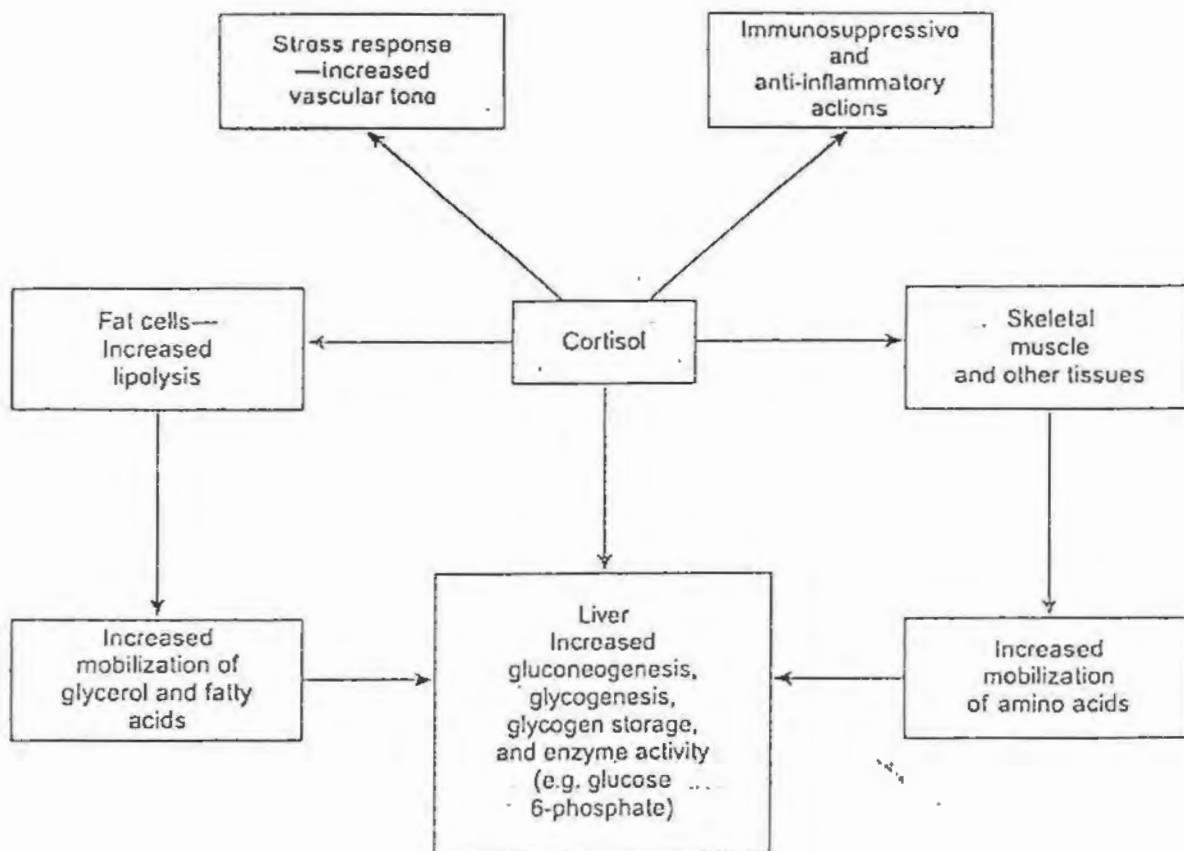 Stress response
—increased
vascular tone
Immunosuppressive
and
anti-inflammatory
actions
Fat cells—
Increased
lipolysis
Cortisol
Skeletal
muscle
and other tissues
Increased
mobilization of
glycerol and fatty
acids
Liver
Increased
gluconeogenesis,
glycogenesis,
glycogen storage,
and enzyme activity
(e.g. glucose
6-phosphate)
Increased
mobilization
of amino acids